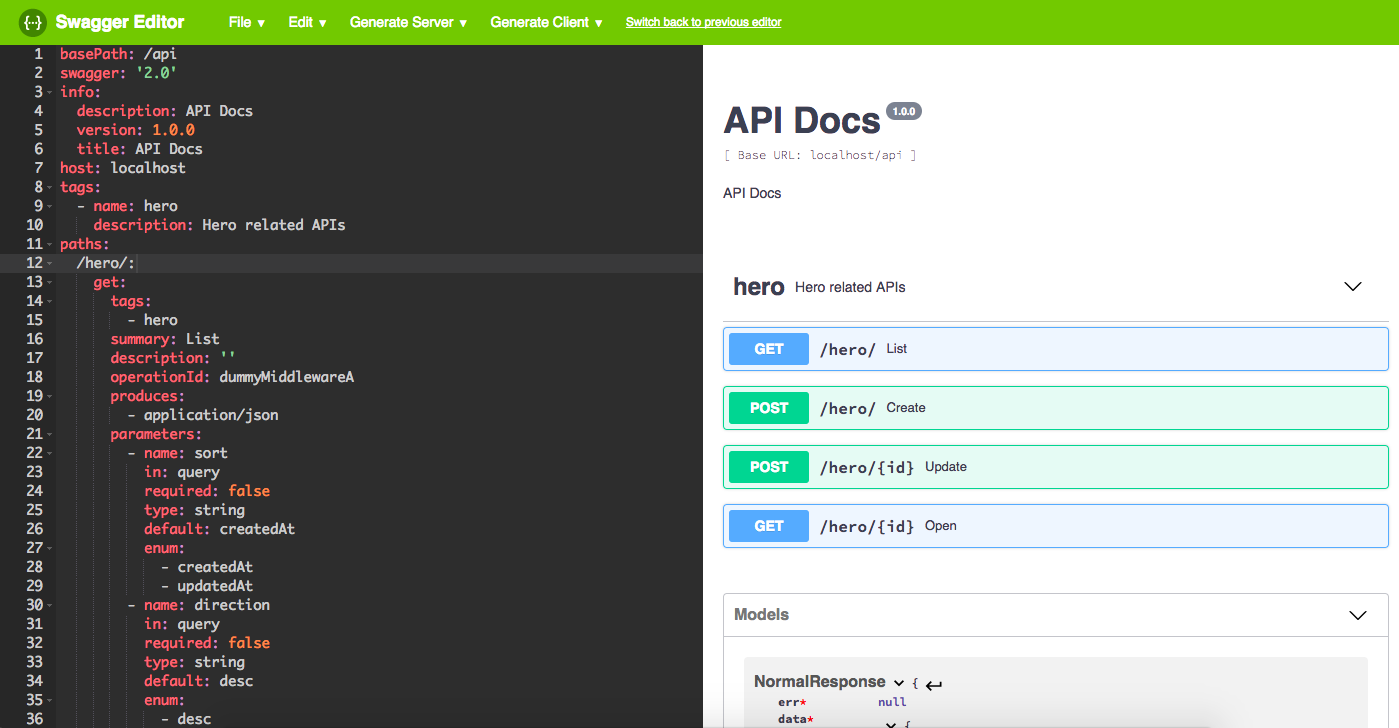 {··} Swagger Editor File ▾ Edit ▾ Generate Server ▾ Generate Client ▾ Switch back to previous editor
1 basePath: /api
2 swagger: '2.0'
3 info:
4 description: API Docs
5 version: 1.0.0
6 title: API Docs
7 host: localhost
8 tags:
9 - name: hero
10 description: Hero related APIs
11 paths:
12 /hero/:
13 get:
14 tags:
15 - hero
16 summary: List
17 description: ''
18 operationId: dummyMiddlewareA
19 produces:
20 - application/json
21 parameters:
22 - name: sort
23 in: query
24 required: false
25 type: string
26 default: createdAt
27 enum:
28 - createdAt
29 - updatedAt
30 - name: direction
31 in: query
32 required: false
33 type: string
34 default: desc
35 enum:
36 - desc
API Docs 1.0.0
[ Base URL: localhost/api ]
API Docs
hero Hero related APIs
GET /hero/ List
POST /hero/ Create
POST /hero/{id} Update
GET /hero/{id} Open
Models
NormalResponse {
err* null
data* {